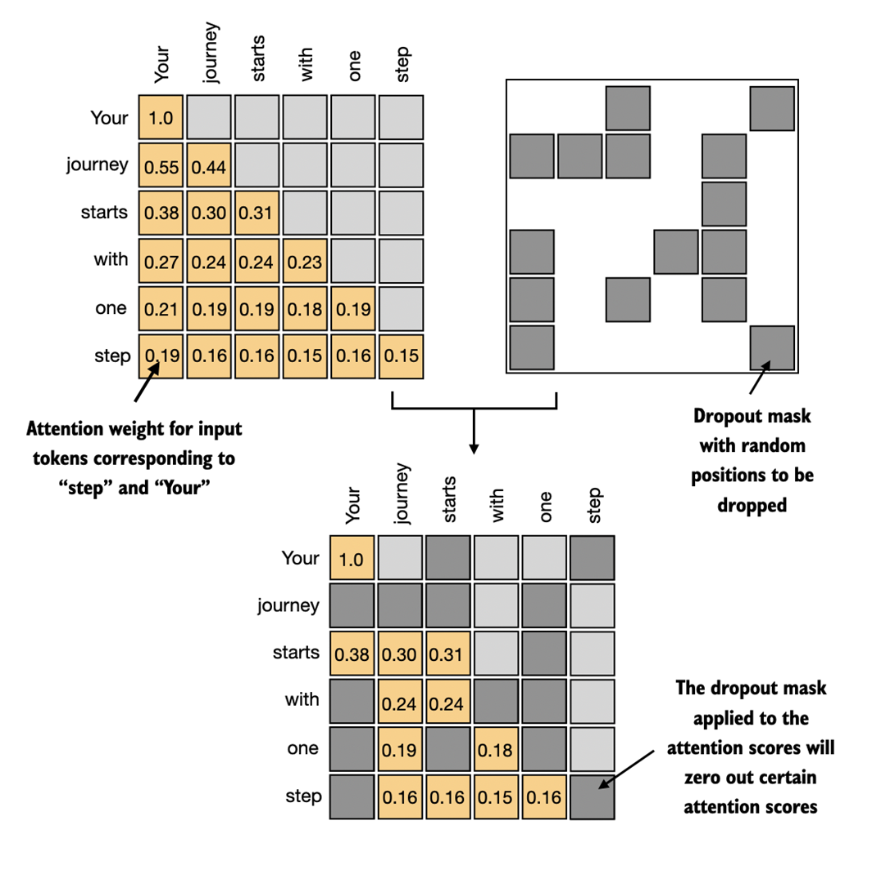 Your journey starts with one step
Your 1.0
journey 0.55 0.44
starts 0.38 0.30 0.31
with 0.27 0.24 0.24 0.23
one 0.21 0.19 0.19 0.18 0.19
step 0.19 0.16 0.16 0.15 0.16 0.15
Attention weight for input
tokens corresponding to
“step” and “Your”
Dropout mask
with random
positions to be
dropped
Your journey starts with one step
Your 1.0
journey
starts 0.38 0.30 0.31
with 0.24 0.24
one 0.19 0.18
step 0.16 0.16 0.15 0.16
The dropout mask
applied to the
attention scores will
zero out certain
attention scores